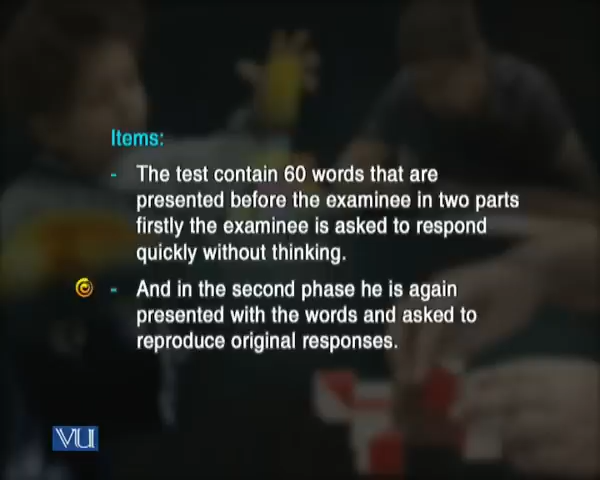 Items:
- The test contain 60 words that are
presented before the examinee in two parts
firstly the examinee is asked to respond
quickly without thinking.
- And in the second phase he is again
presented with the words and asked to
reproduce original responses.
VU